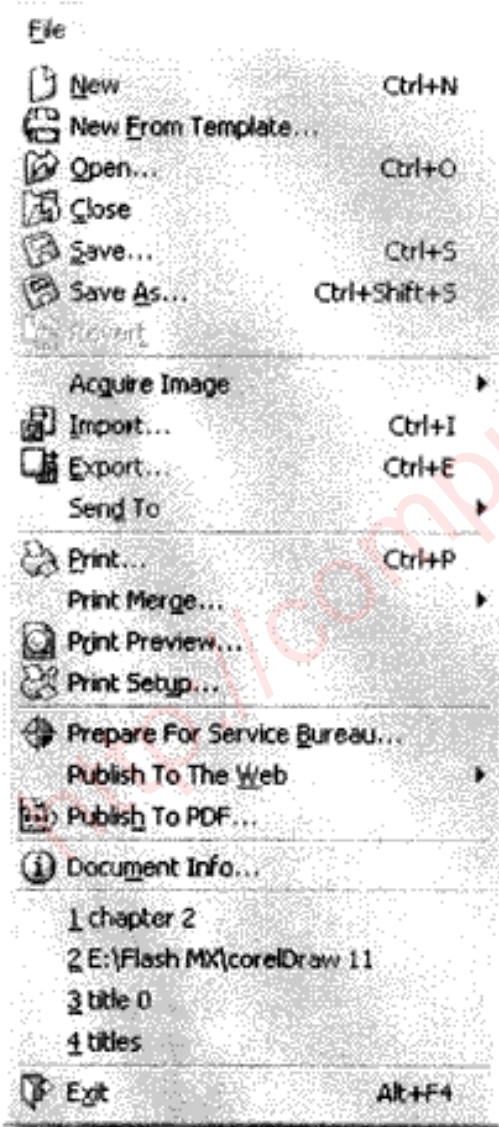 File
New Ctrl+N
New From Template...
Open... Ctrl+O
Close
Save... Ctrl+S
Save As... Ctrl+Shift+S
Revert
Acquire Image
Import... Ctrl+I
Export... Ctrl+E
Send To
Print... Ctrl+P
Print Merge...
Print Preview...
Print Setup...
Prepare For Service Bureau...
Publish To The Web
Publish To PDF...
Document Info...
1 chapter 2
2 E:\Flash MX\corelDraw 11
3 title 0
4 titles
Exit Alt+F4
http://comp